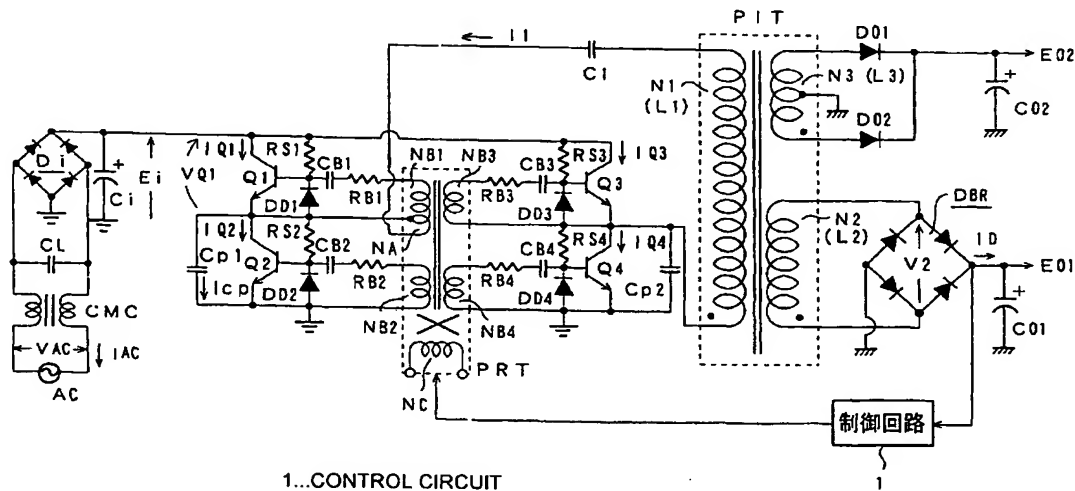 PIT
I1
C1
D01
E02
N1
(L1)
N3 (L3)
C02
D02
Di
Ci
Ei
VQ1
IQ1
Q1
RS1
CB1
NB1
NB3
RS3
CB3
IQ3
Q3
RB1
RB3
DD1
DD3
IQ2
RS2
CB2
NA
RS4
CB4
IQ4
Cp1
Q2
Q4
Cp2
Icp
DD2
RB2
RB4
DD4
NB2
NB4
CL
CMC
VAC
IAC
AC
PRT
NC
N2
(L2)
DBR
V2
ID
E01
C01
制御回路
1
1...CONTROL CIRCUIT